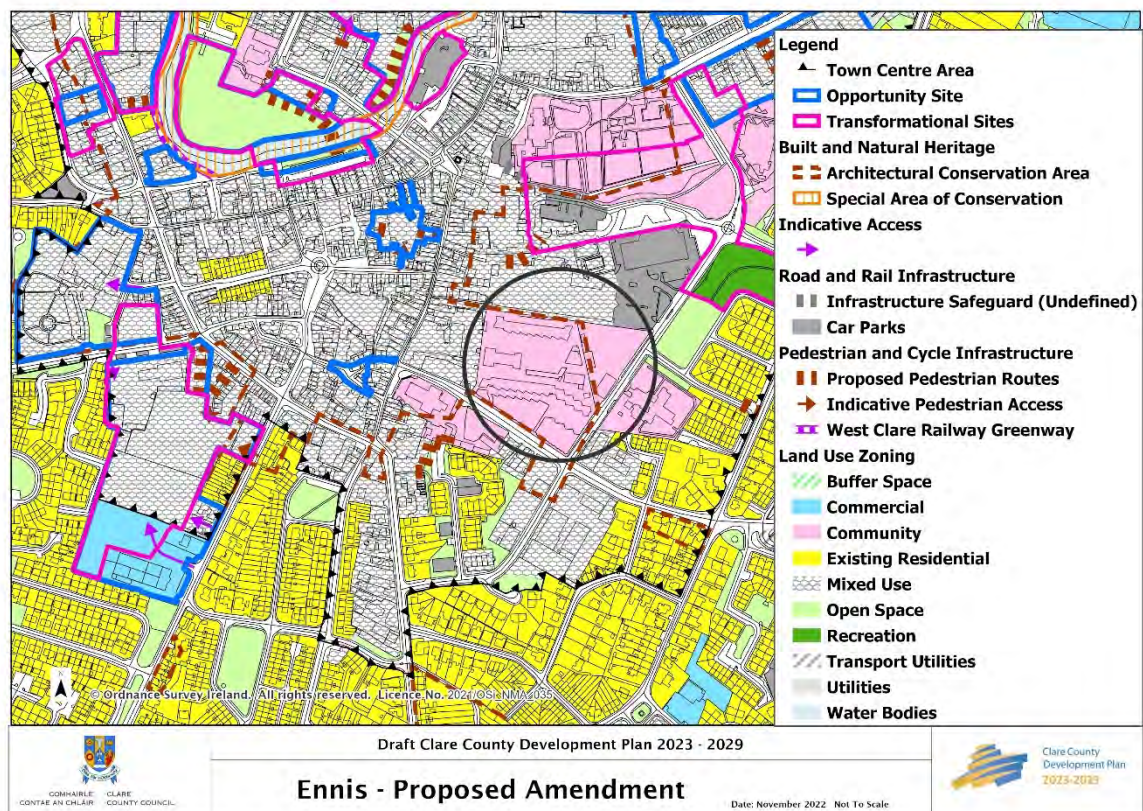 Legend
Town Centre Area
Opportunity Site
Transformational Sites
Built and Natural Heritage
Architectural Conservation Area
Special Area of Conservation
Indicative Access
Road and Rail Infrastructure
Infrastructure Safeguard (Undefined)
Car Parks
Pedestrian and Cycle Infrastructure
Proposed Pedestrian Routes
Indicative Pedestrian Access
West Clare Railway Greenway
Land Use Zoning
Buffer Space
Commercial
Community
Existing Residential
Mixed Use
Open Space
Recreation
Transport Utilities
Utilities
Water Bodies
© Ordnance Survey Ireland. All rights reserved. Licence No. 2021/OSI_NMA_035
Draft Clare County Development Plan 2023 - 2029
Ennis - Proposed Amendment
Date: November 2022 Not To Scale
COMHAIRLE CLARE
CONTAE AN CHLÁIR COUNTY COUNCIL
Clare County
Development Plan
2023-2029